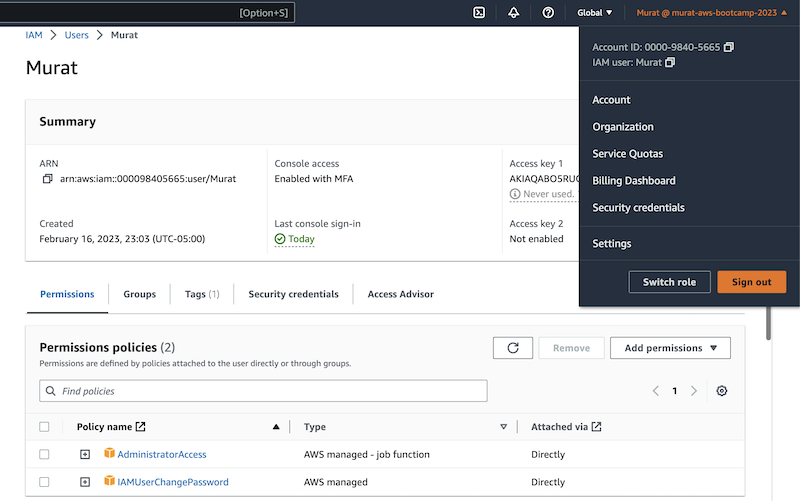 [Option+S]
Global ▼
Murat @ murat-aws-bootcamp-2023 ▲
IAM > Users > Murat
Account ID: 0000-9840-5665
IAM user: Murat
Account
Organization
Service Quotas
Billing Dashboard
Security credentials
Settings
Switch role
Sign out
Murat
Summary
ARN
arn:aws:iam::000098405665:user/Murat
Console access
Enabled with MFA
Access key 1
AKIAQABO5RUC
Never used.
Created
February 16, 2023, 23:03 (UTC-05:00)
Last console sign-in
Today
Access key 2
Not enabled
Permissions
Groups
Tags (1)
Security credentials
Access Advisor
Permissions policies (2)
Permissions are defined by policies attached to the user directly or through groups.
Remove
Add permissions ▼
Find policies
1
Policy name
Type
Attached via
AdministratorAccess
AWS managed - job function
Directly
IAMUserChangePassword
AWS managed
Directly